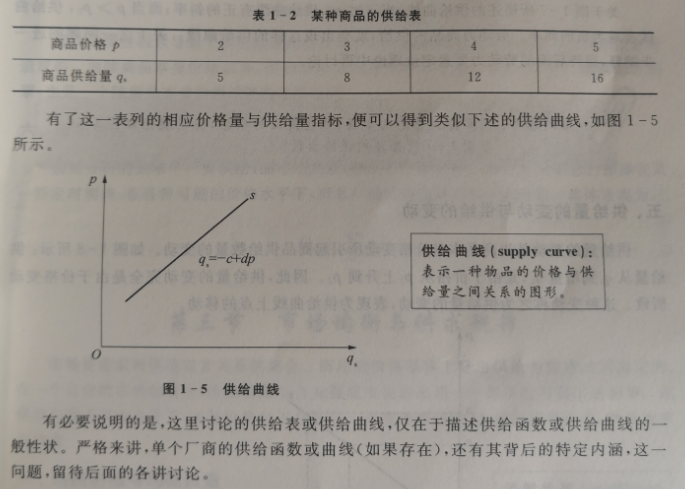 表 1-2 某种商品的供给表
商品价格 p 2 3 4 5
商品供给量 qs 5 8 12 16
有了这一表列的相应价格量与供给量指标,便可以得到类似下述的供给曲线,如图 1-5
所示。
p
s
qs=-c+dp
O
qs
供给曲线(supply curve):
表示一种物品的价格与供
给量之间关系的图形。
图 1-5 供给曲线
有必要说明的是,这里讨论的供给表或供给曲线,仅在于描述供给函数或供给曲线的一
般性状。严格来讲,单个厂商的供给函数或曲线(如果存在),还有其背后的特定内涵,这一
问题,留待后面的各讲讨论。